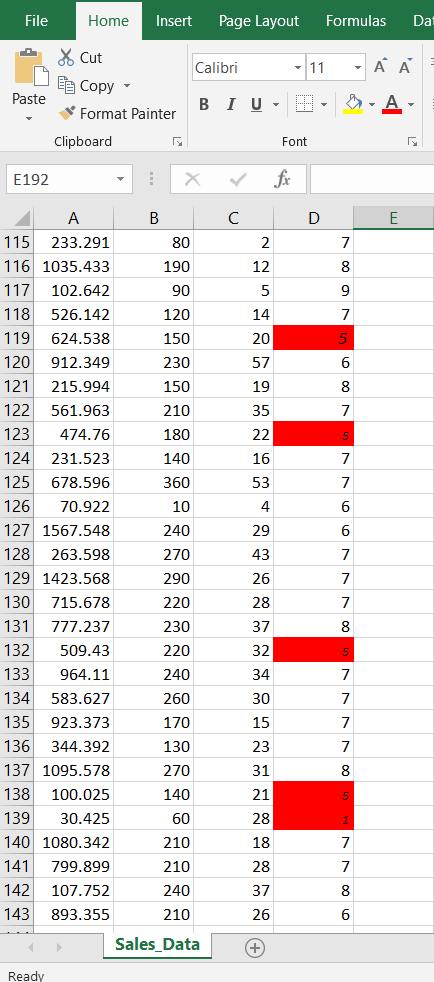 File Home Insert Page Layout Formulas Dat
Paste Cut Calibri 11 A A
Copy
Format Painter B I U A
Clipboard Font
E192 fx
A B C D E
115 233.291 80 2 7
116 1035.433 190 12 8
117 102.642 90 5 9
118 526.142 120 14 7
119 624.538 150 20 5
120 912.349 230 57 6
121 215.994 150 19 8
122 561.963 210 35 7
123 474.76 180 22 5
124 231.523 140 16 7
125 678.596 360 53 7
126 70.922 10 4 6
127 1567.548 240 29 6
128 263.598 270 43 7
129 1423.568 290 26 7
130 715.678 220 28 7
131 777.237 230 37 8
132 509.43 220 32 5
133 964.11 240 34 7
134 583.627 260 30 7
135 923.373 170 15 7
136 344.392 130 23 7
137 1095.578 270 31 8
138 100.025 140 21 5
139 30.425 60 28 1
140 1080.342 210 18 7
141 799.899 210 28 7
142 107.752 240 37 8
143 893.355 210 26 6
Sales_Data
Ready